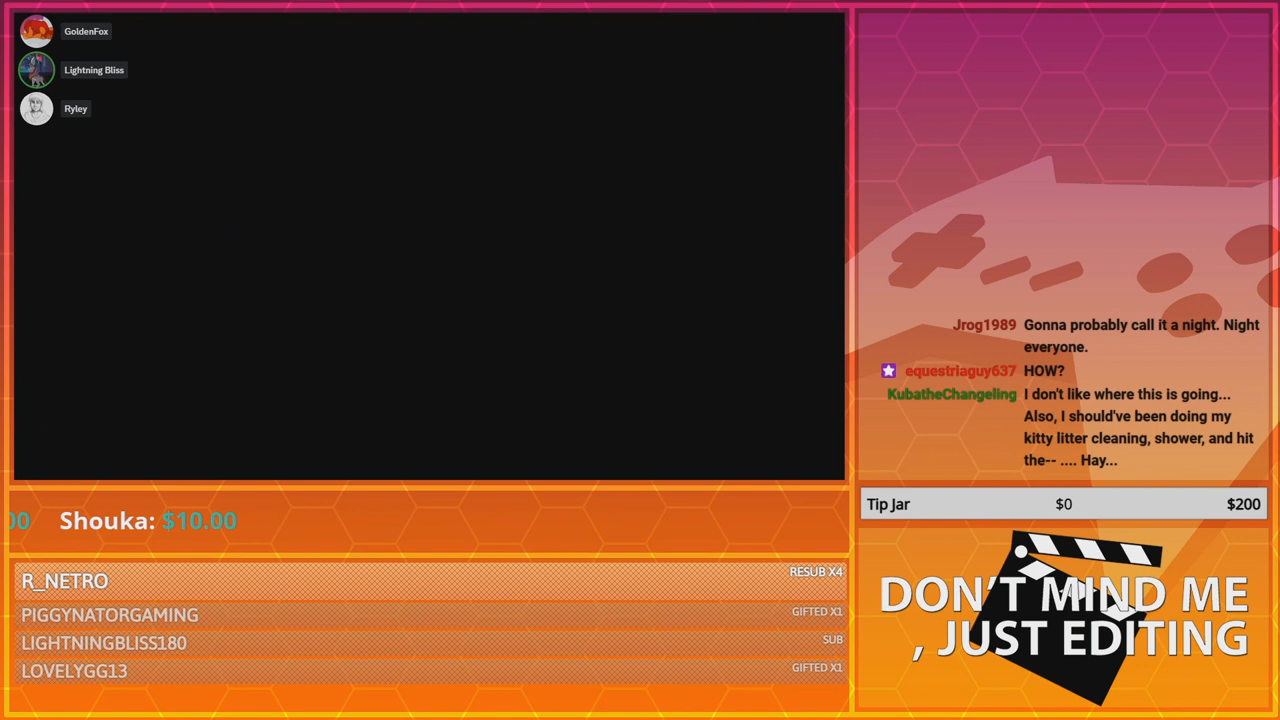 GoldenFox
Lightning Bliss
Ryley
Jrog1989 Gonna probably call it a night. Night
everyone.
equestriaguy637 HOW?
KubatheChangeling I don't like where this is going...
Also, I should've been doing my
kitty litter cleaning, shower, and hit
the-- .... Hay...
00 Shouka: $10.00
Tip Jar $0 $200
R_NETRO RESUB X4
PIGGYNATORGAMING GIFTED X1
LIGHTNINGBLISS180 SUB
LOVELYGG13 GIFTED X1
DON'T MIND ME
, JUST EDITING